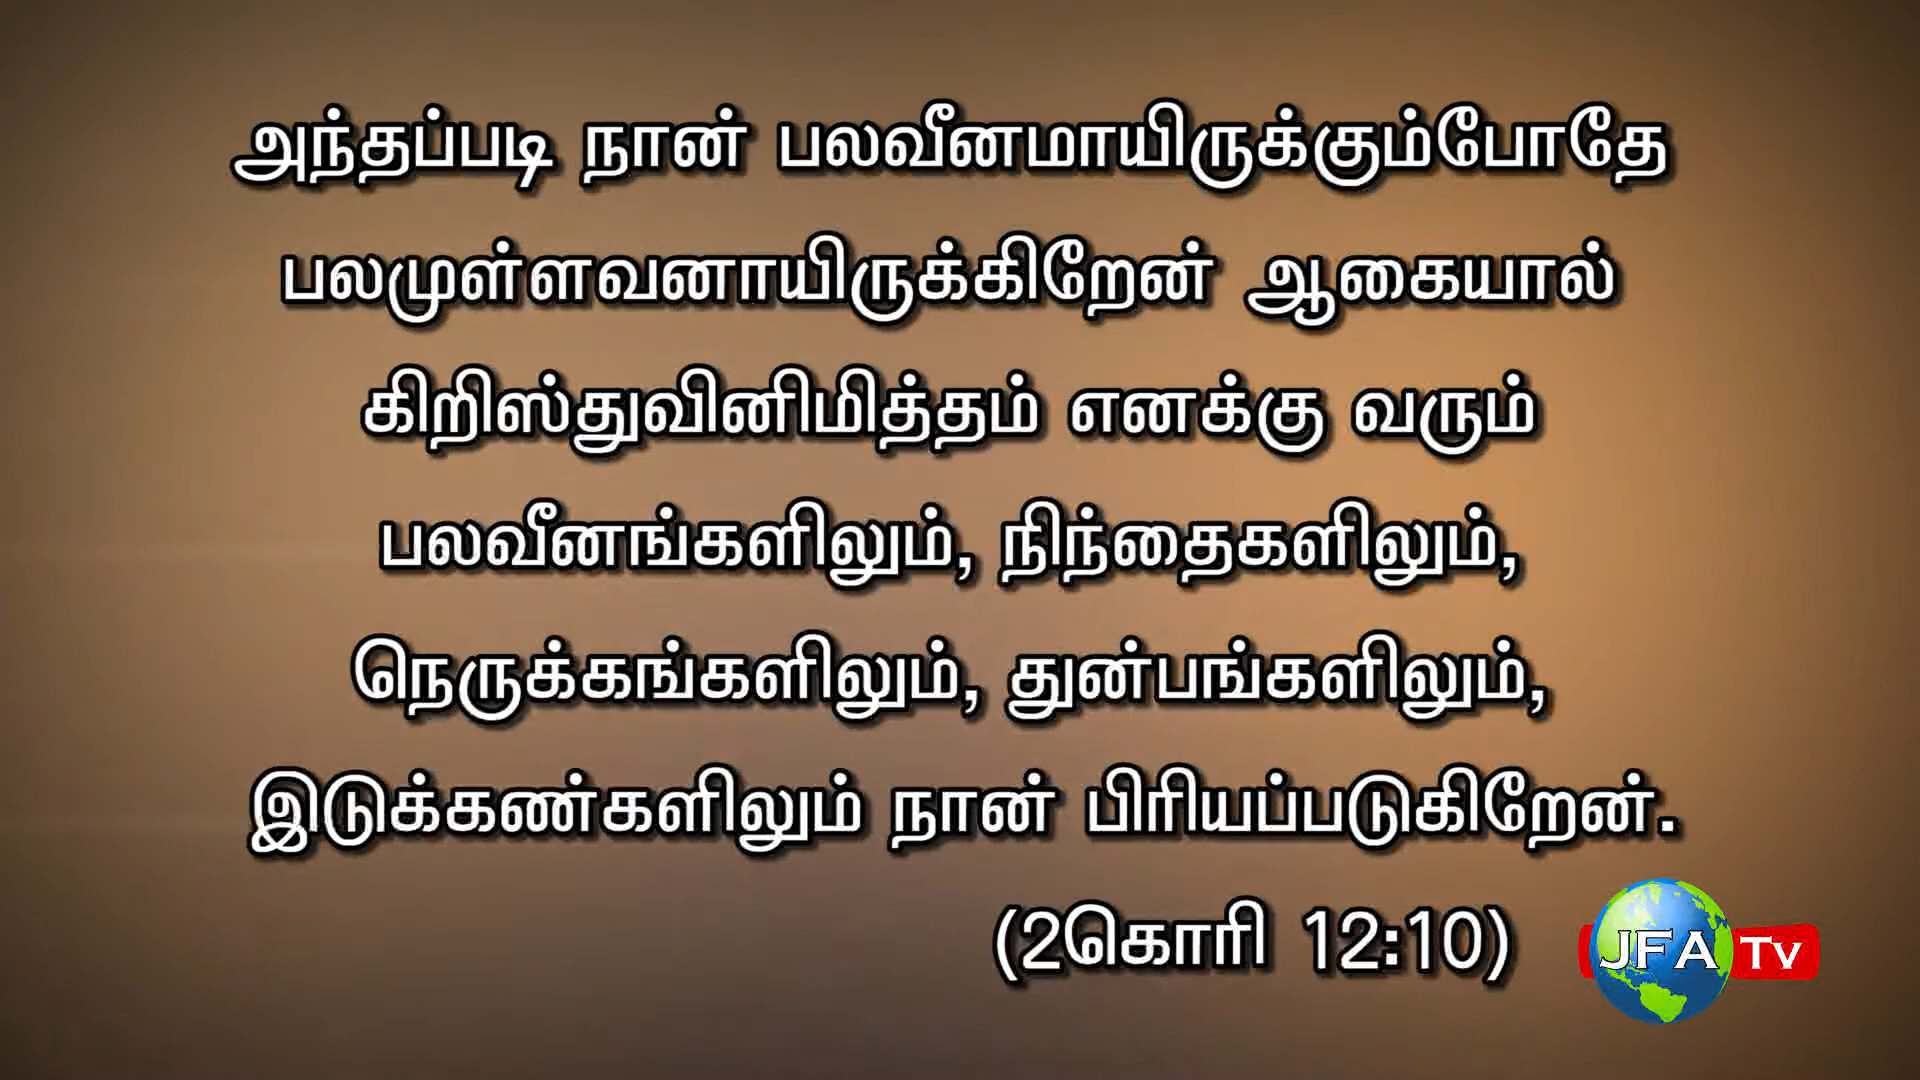 அந்தப்படி நான் பலவீனமாயிருக்கும்போதே
பலமுள்ளவனாயிருக்கிறேன் ஆகையால்
கிறிஸ்துவினிமித்தம் எனக்கு வரும்
பலவீனங்களிலும், நிந்தைகளிலும்,
நெருக்கங்களிலும், துன்பங்களிலும்,
இடுக்கண்களிலும் நான் பிரியப்படுகிறேன்.
(2கொரி 12:10)
JFA Tv